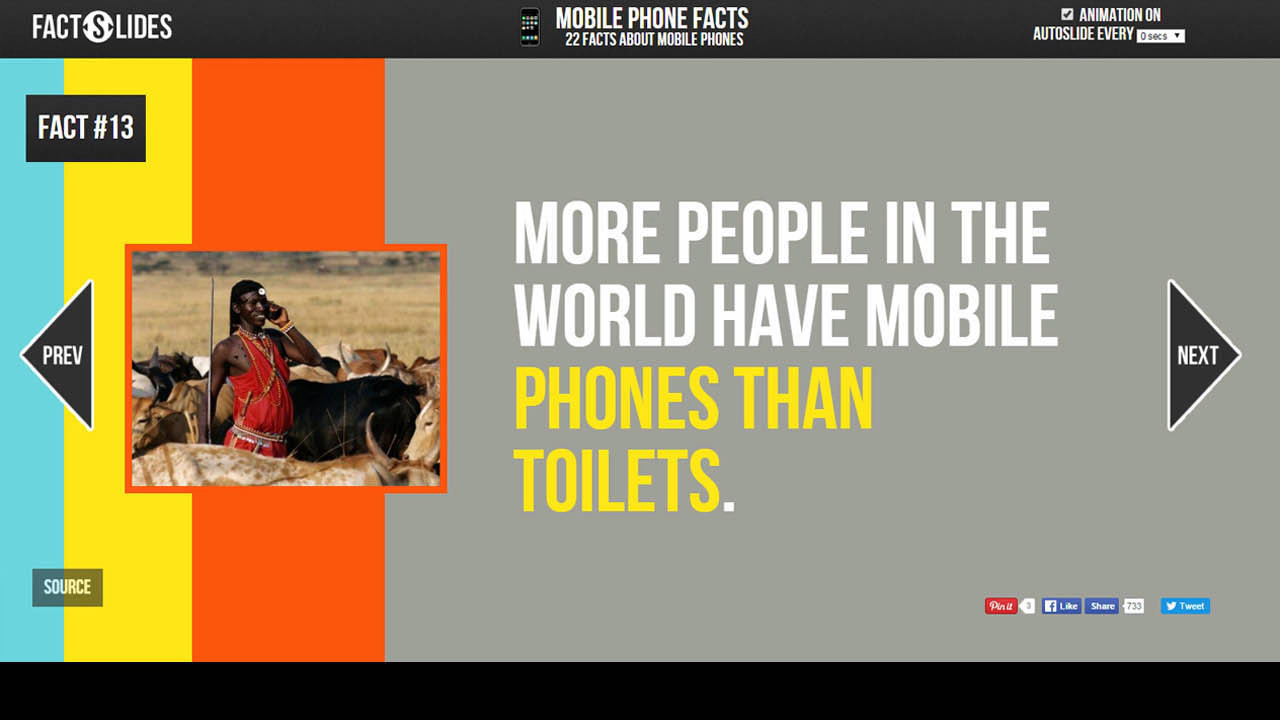 FACTSLIDES
MOBILE PHONE FACTS
22 FACTS ABOUT MOBILE PHONES
ANIMATION ON
AUTOSLIDE EVERY 0 secs
FACT #13
MORE PEOPLE IN THE
WORLD HAVE MOBILE
PHONES THAN
TOILETS.
PREV
NEXT
SOURCE
Pin it 3 Like Share 733 Tweet